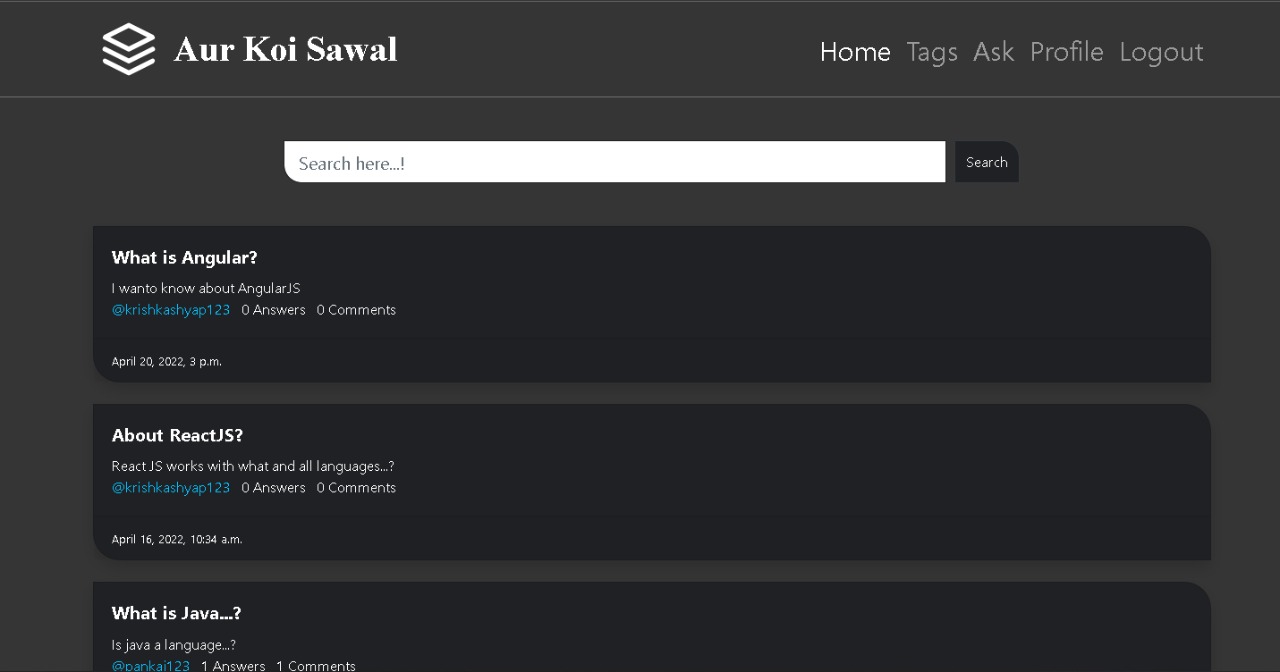 Aur Koi Sawal
Home Tags Ask Profile Logout
Search here...!
Search
What is Angular?
I wanto know about AngularJS
@krishkashyap123 0 Answers 0 Comments
April 20, 2022, 3 p.m.
About ReactJS?
React JS works with what and all languages...?
@krishkashyap123 0 Answers 0 Comments
April 16, 2022, 10:34 a.m.
What is Java...?
Is java a language...?
@pankaj123 1 Answers 1 Comments